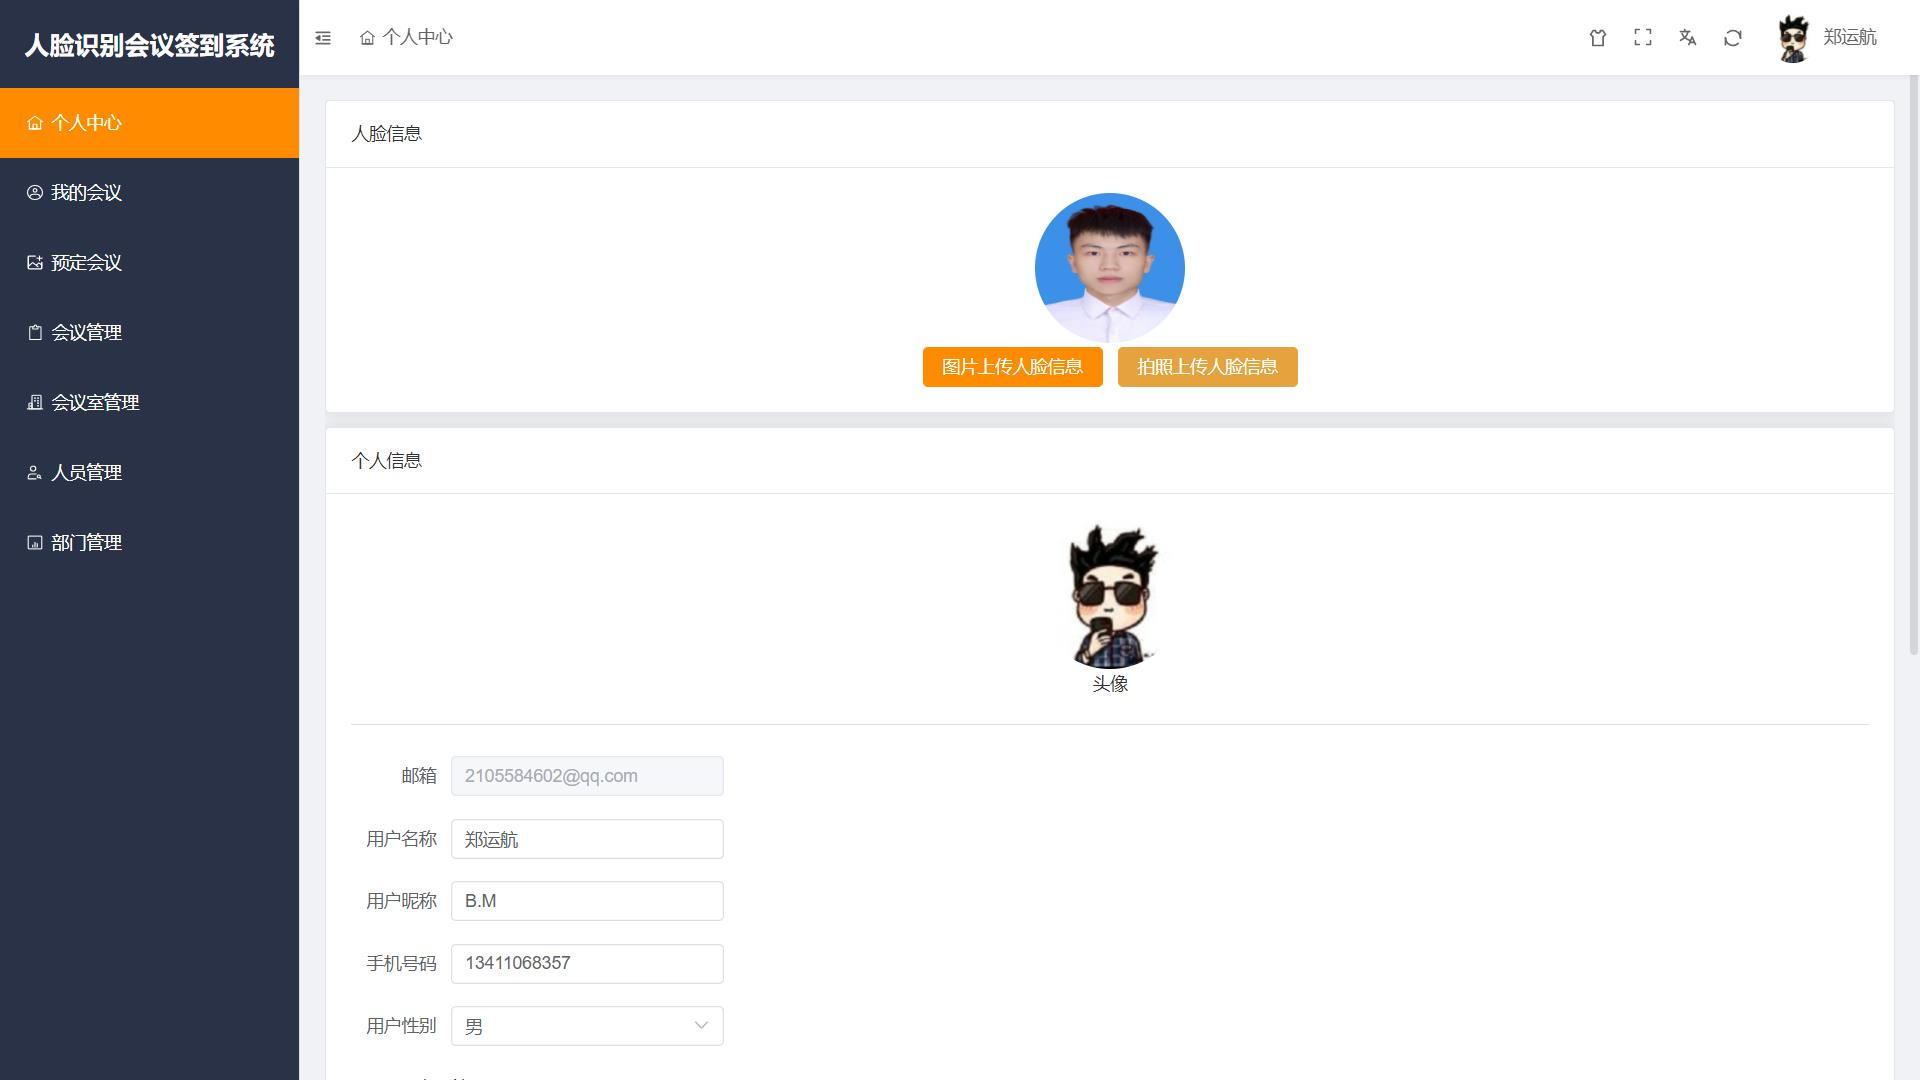 人脸识别会议签到系统
个人中心
郑运航
个人中心
我的会议
预定会议
会议管理
会议室管理
人员管理
部门管理
人脸信息
图片上传人脸信息
拍照上传人脸信息
个人信息
头像
邮箱 2105584602@qq.com
用户名称 郑运航
用户昵称 B.M
手机号码 13411068357
用户性别 男